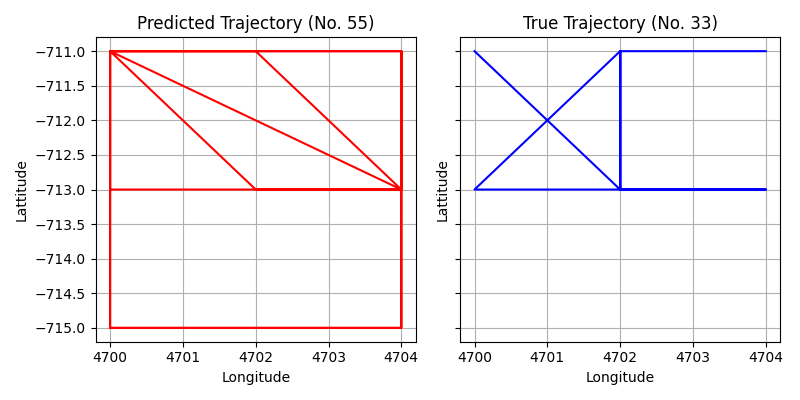 Predicted Trajectory (No. 55)
True Trajectory (No. 33)
−711.0
−711.5
−712.0
−712.5
−713.0
−713.5
−714.0
−714.5
−715.0
Lattitude
Lattitude
4700 4701 4702 4703 4704
4700 4701 4702 4703 4704
Longitude
Longitude